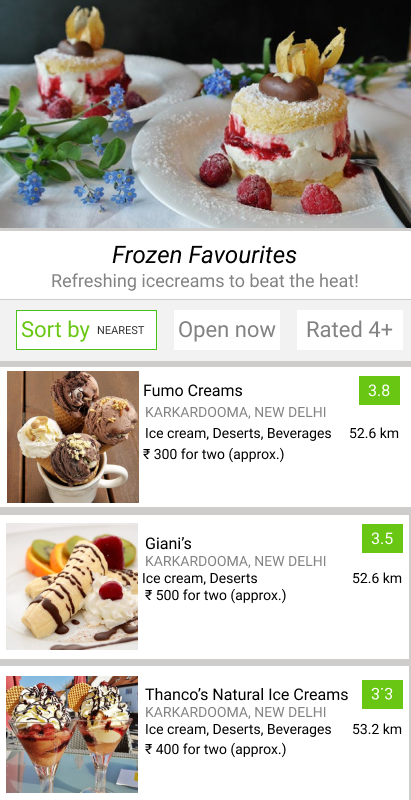 Frozen Favourites
Refreshing icecreams to beat the heat!
Sort by NEAREST Open now Rated 4+
Fumo Creams 3.8
KARKARDOOMA, NEW DELHI
Ice cream, Deserts, Beverages 52.6 km
₹ 300 for two (approx.)
Giani's 3.5
KARKARDOOMA, NEW DELHI
Ice cream, Deserts 52.6 km
₹ 500 for two (approx.)
Thanco's Natural Ice Creams 3˙3
KARKARDOOMA, NEW DELHI
Ice cream, Deserts, Beverages 53.2 km
₹ 400 for two (approx.)